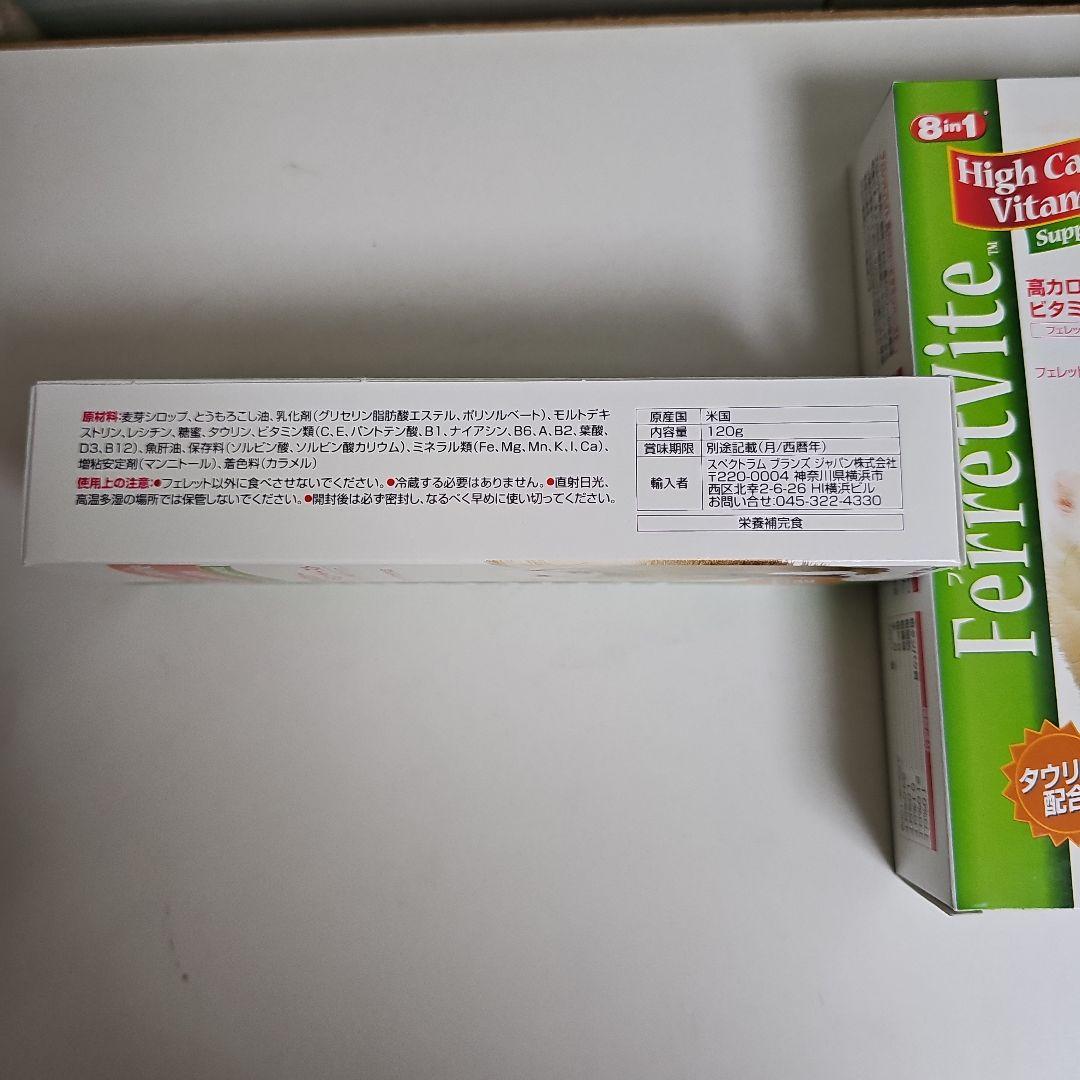 原材料:麦芽シロップ、とうもろこし油、乳化剤(グリセリン脂肪酸エステル、ポリソルベート)、モルトデキ
ストリン、レシチン、糖蜜、タウリン、ビタミン類(C、E、パントテン酸、B1、ナイアシン、B6、A、B2、葉酸、
D3、B12)、魚肝油、保存料(ソルビン酸、ソルビン酸カリウム)、ミネラル類(Fe、Mg、Mn、K、I、Ca)、
増粘安定剤(マンニトール)、着色料(カラメル)
使用上の注意:●フェレット以外に食べさせないでください。●冷蔵する必要はありません。●直射日光、
高温多湿の場所では保管しないでください。●開封後は必ず密封し、なるべく早めに使い切ってください。
原産国 米国
内容量 120g
賞味期限 別途記載(月/西暦年)
輸入者 スペクトラム ブランズ ジャパン株式会社
〒220-0004 神奈川県横浜市
西区北幸2-6-26 HI横浜ビル
お問い合せ:045-322-4330
栄養補完食
8in1
High Ca
Vitam
Supp
FerretVite™
高カロ
ビタミ
フェレッ
フェレット
タウリ
配合